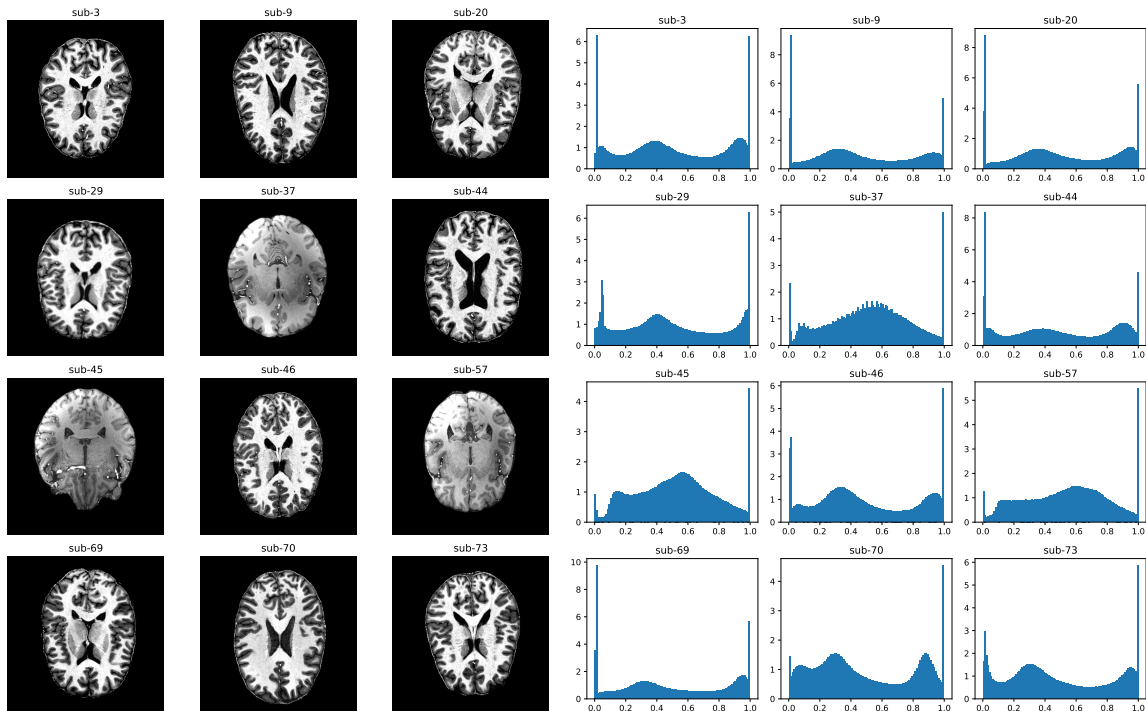 sub-3 sub-9 sub-20
sub-29 sub-37 sub-44
sub-45 sub-46 sub-57
sub-69 sub-70 sub-73
sub-3
6
5
4
3
2
1
0
0.0 0.2 0.4 0.6 0.8 1.0
sub-9
8
6
4
2
0
0.0 0.2 0.4 0.6 0.8 1.0
sub-20
8
6
4
2
0
0.0 0.2 0.4 0.6 0.8 1.0
sub-29
6
5
4
3
2
1
0
0.0 0.2 0.4 0.6 0.8 1.0
sub-37
5
4
3
2
1
0
0.0 0.2 0.4 0.6 0.8 1.0
sub-44
8
6
4
2
0
0.0 0.2 0.4 0.6 0.8 1.0
sub-45
4
3
2
1
0
0.0 0.2 0.4 0.6 0.8 1.0
sub-46
5
4
3
2
1
0
0.0 0.2 0.4 0.6 0.8 1.0
sub-57
5
4
3
2
1
0
0.0 0.2 0.4 0.6 0.8 1.0
sub-69
10
8
6
4
2
0
0.0 0.2 0.4 0.6 0.8 1.0
sub-70
4
3
2
1
0
0.0 0.2 0.4 0.6 0.8 1.0
sub-73
6
5
4
3
2
1
0
0.0 0.2 0.4 0.6 0.8 1.0